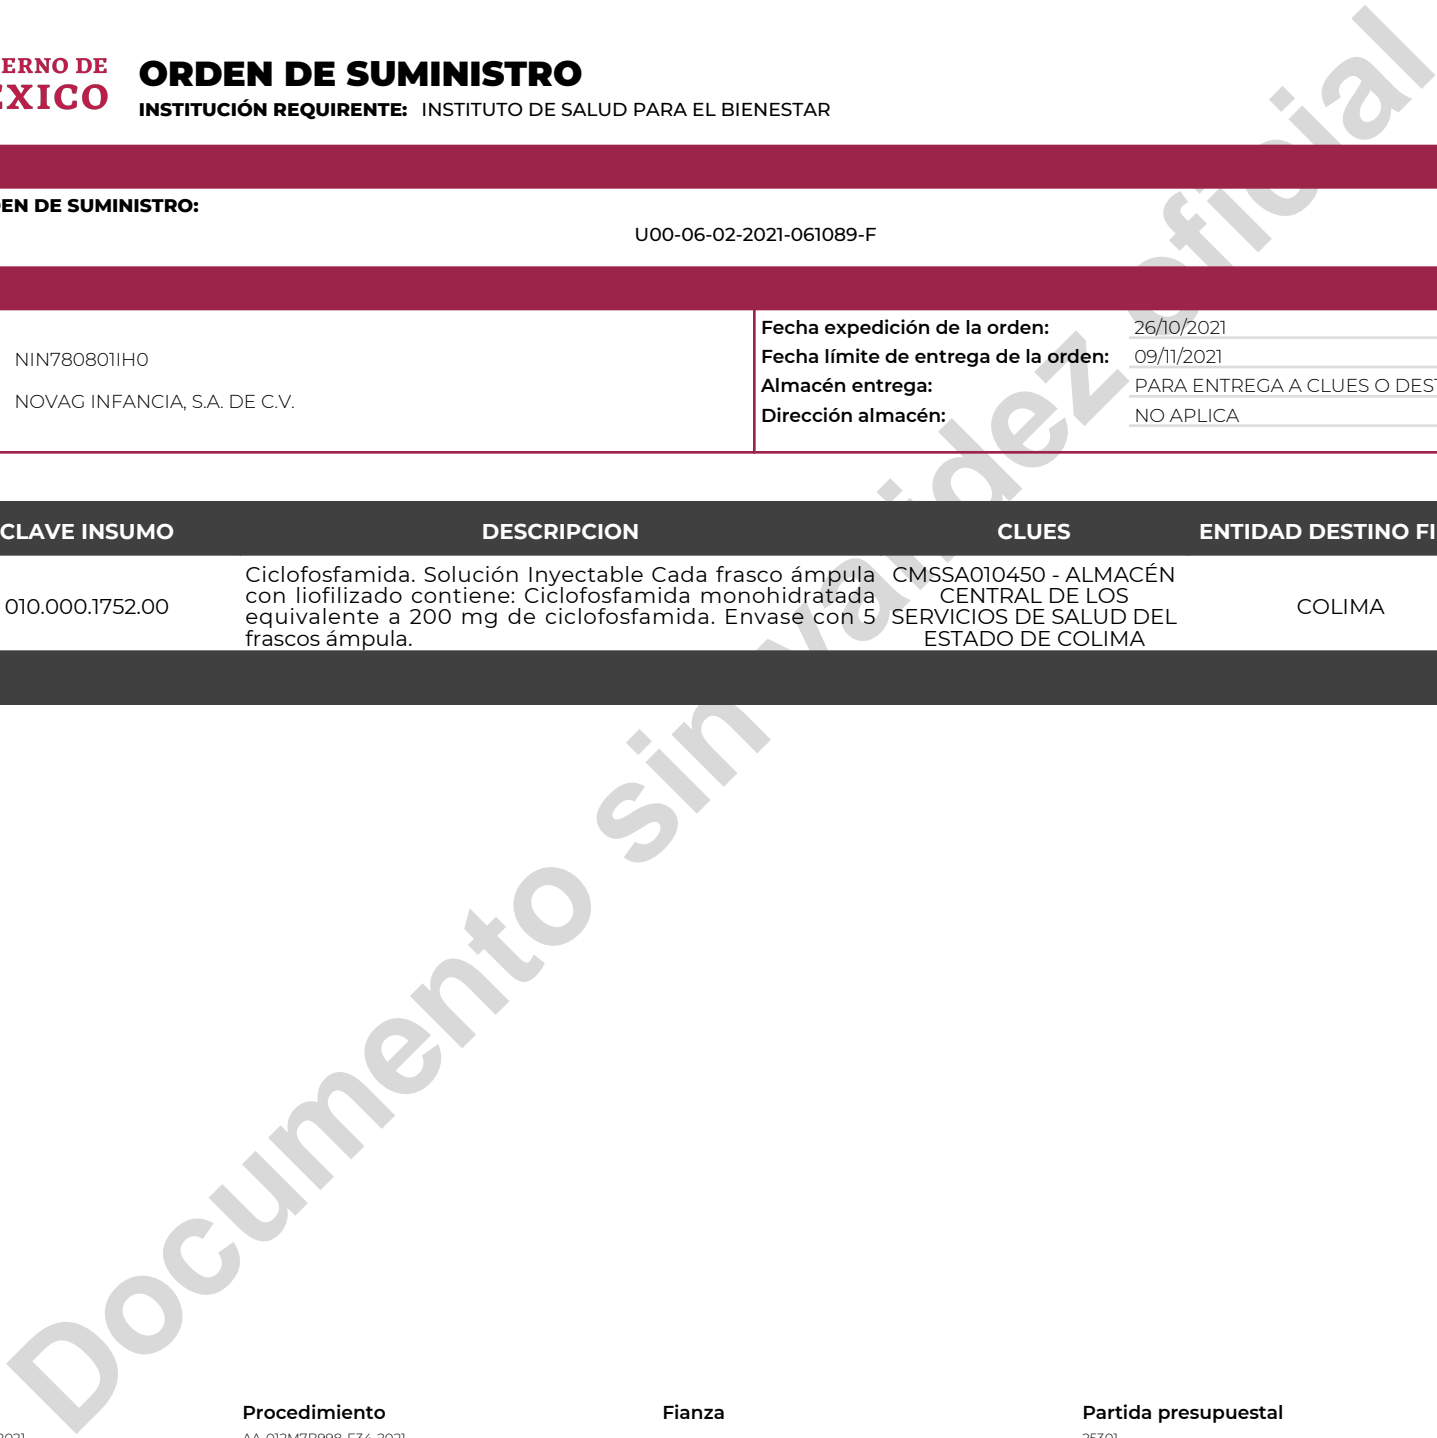 ERNO DE
EXICO
ORDEN DE SUMINISTRO
INSTITUCIÓN REQUIRENTE: INSTITUTO DE SALUD PARA EL BIENESTAR
EN DE SUMINISTRO:
U00-06-02-2021-061089-F
NIN780801IH0
NOVAG INFANCIA, S.A. DE C.V.
Fecha expedición de la orden: 26/10/2021
Fecha límite de entrega de la orden: 09/11/2021
Almacén entrega: PARA ENTREGA A CLUES O DEST
Dirección almacén: NO APLICA
CLAVE INSUMO DESCRIPCION CLUES ENTIDAD DESTINO FI
010.000.1752.00
Ciclofosfamida. Solución Inyectable Cada frasco ámpula
con liofilizado contiene: Ciclofosfamida monohidratada
equivalente a 200 mg de ciclofosfamida. Envase con 5
frascos ámpula.
CMSSA010450 - ALMACÉN
CENTRAL DE LOS
SERVICIOS DE SALUD DEL
ESTADO DE COLIMA
COLIMA
Documento sin validez oficial
Procedimiento Fianza Partida presupuestal